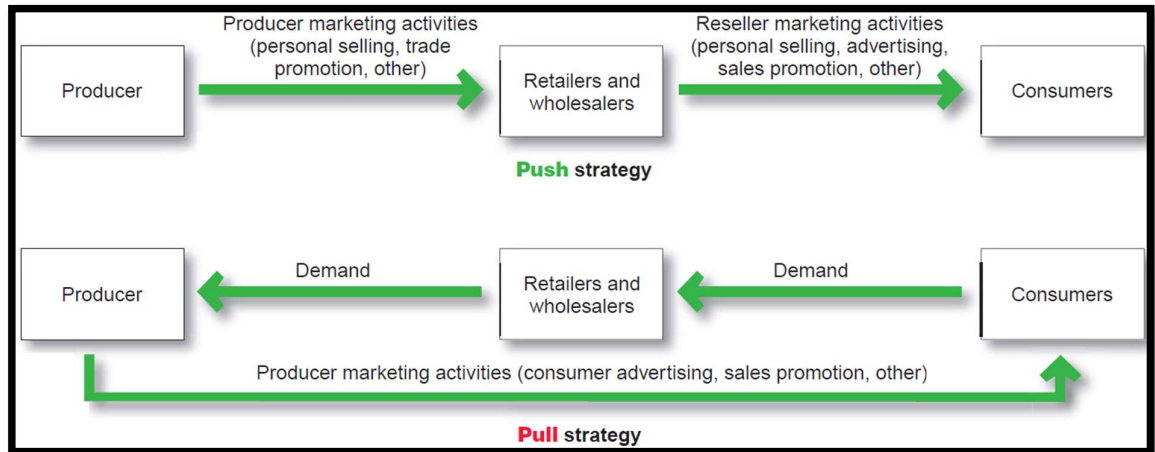 Producer marketing activities
(personal selling, trade
promotion, other)
Reseller marketing activities
(personal selling, advertising,
sales promotion, other)
Producer
Retailers and
wholesalers
Consumers
Push strategy
Producer
Demand
Retailers and
wholesalers
Demand
Consumers
Producer marketing activities (consumer advertising, sales promotion, other)
Pull strategy